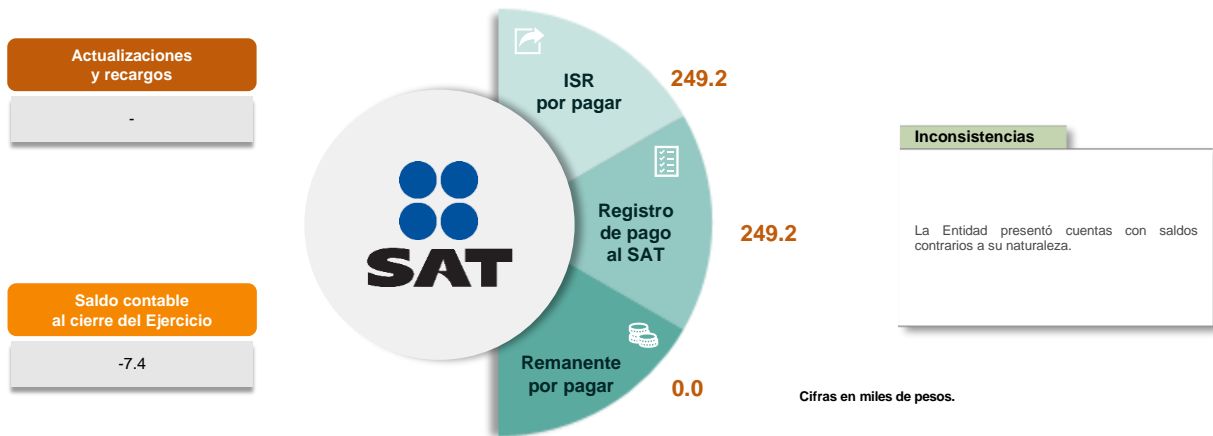 Actualizaciones
y recargos
-
Saldo contable
al cierre del Ejercicio
-7.4
SAT
ISR
por pagar
249.2
Registro
de pago
al SAT
249.2
Remanente
por pagar
0.0
Inconsistencias
La Entidad presentó cuentas con saldos
contrarios a su naturaleza.
Cifras en miles de pesos.